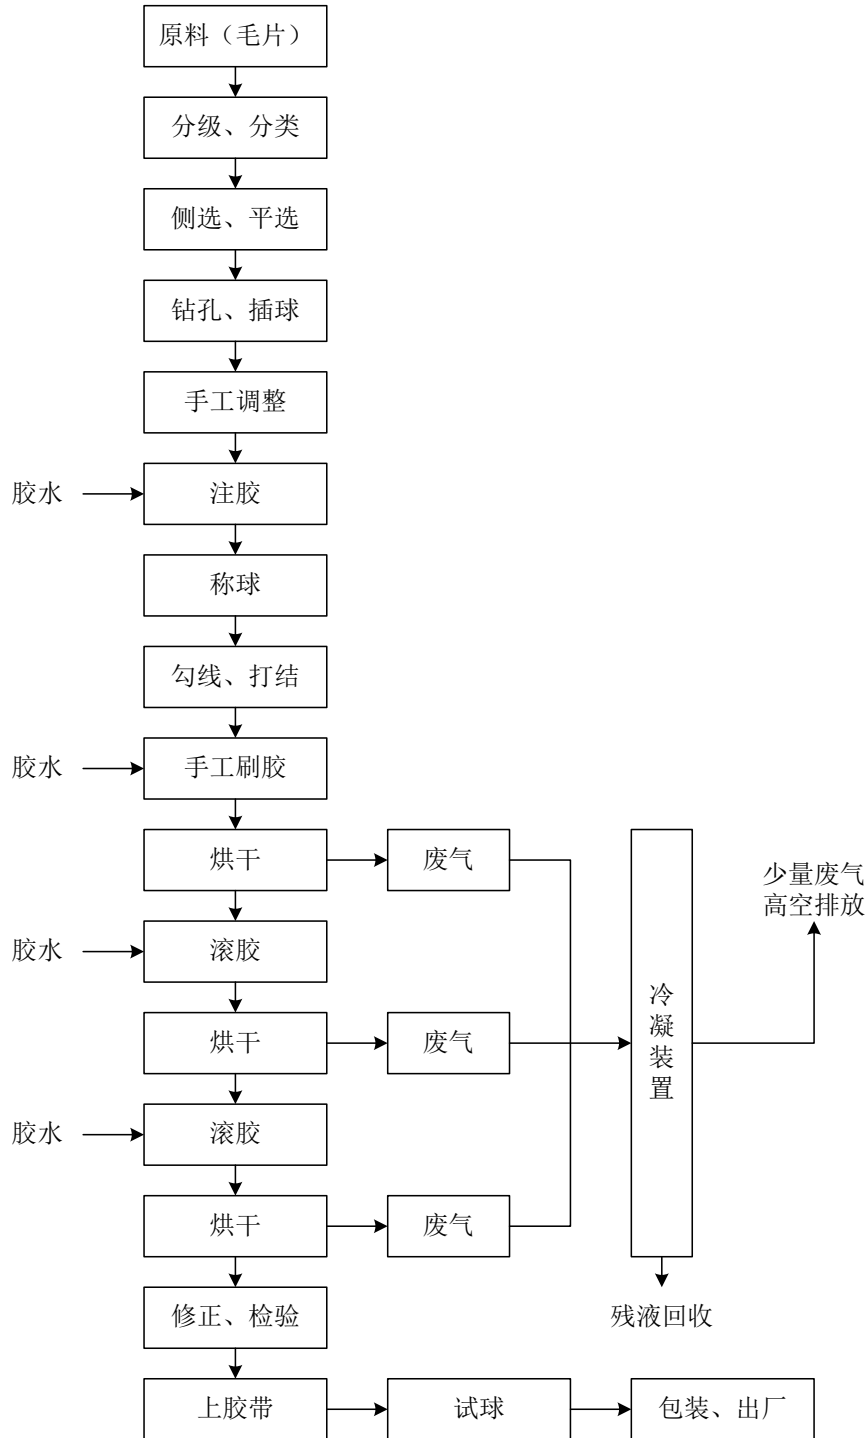 原料（毛片）
分级、分类
侧选、平选
钻孔、插球
手工调整
胶水
注胶
称球
勾线、打结
胶水
手工刷胶
烘干
废气
少量废气
高空排放
胶水
滚胶
冷凝装置
烘干
废气
胶水
滚胶
烘干
废气
修正、检验
残液回收
上胶带
试球
包装、出厂